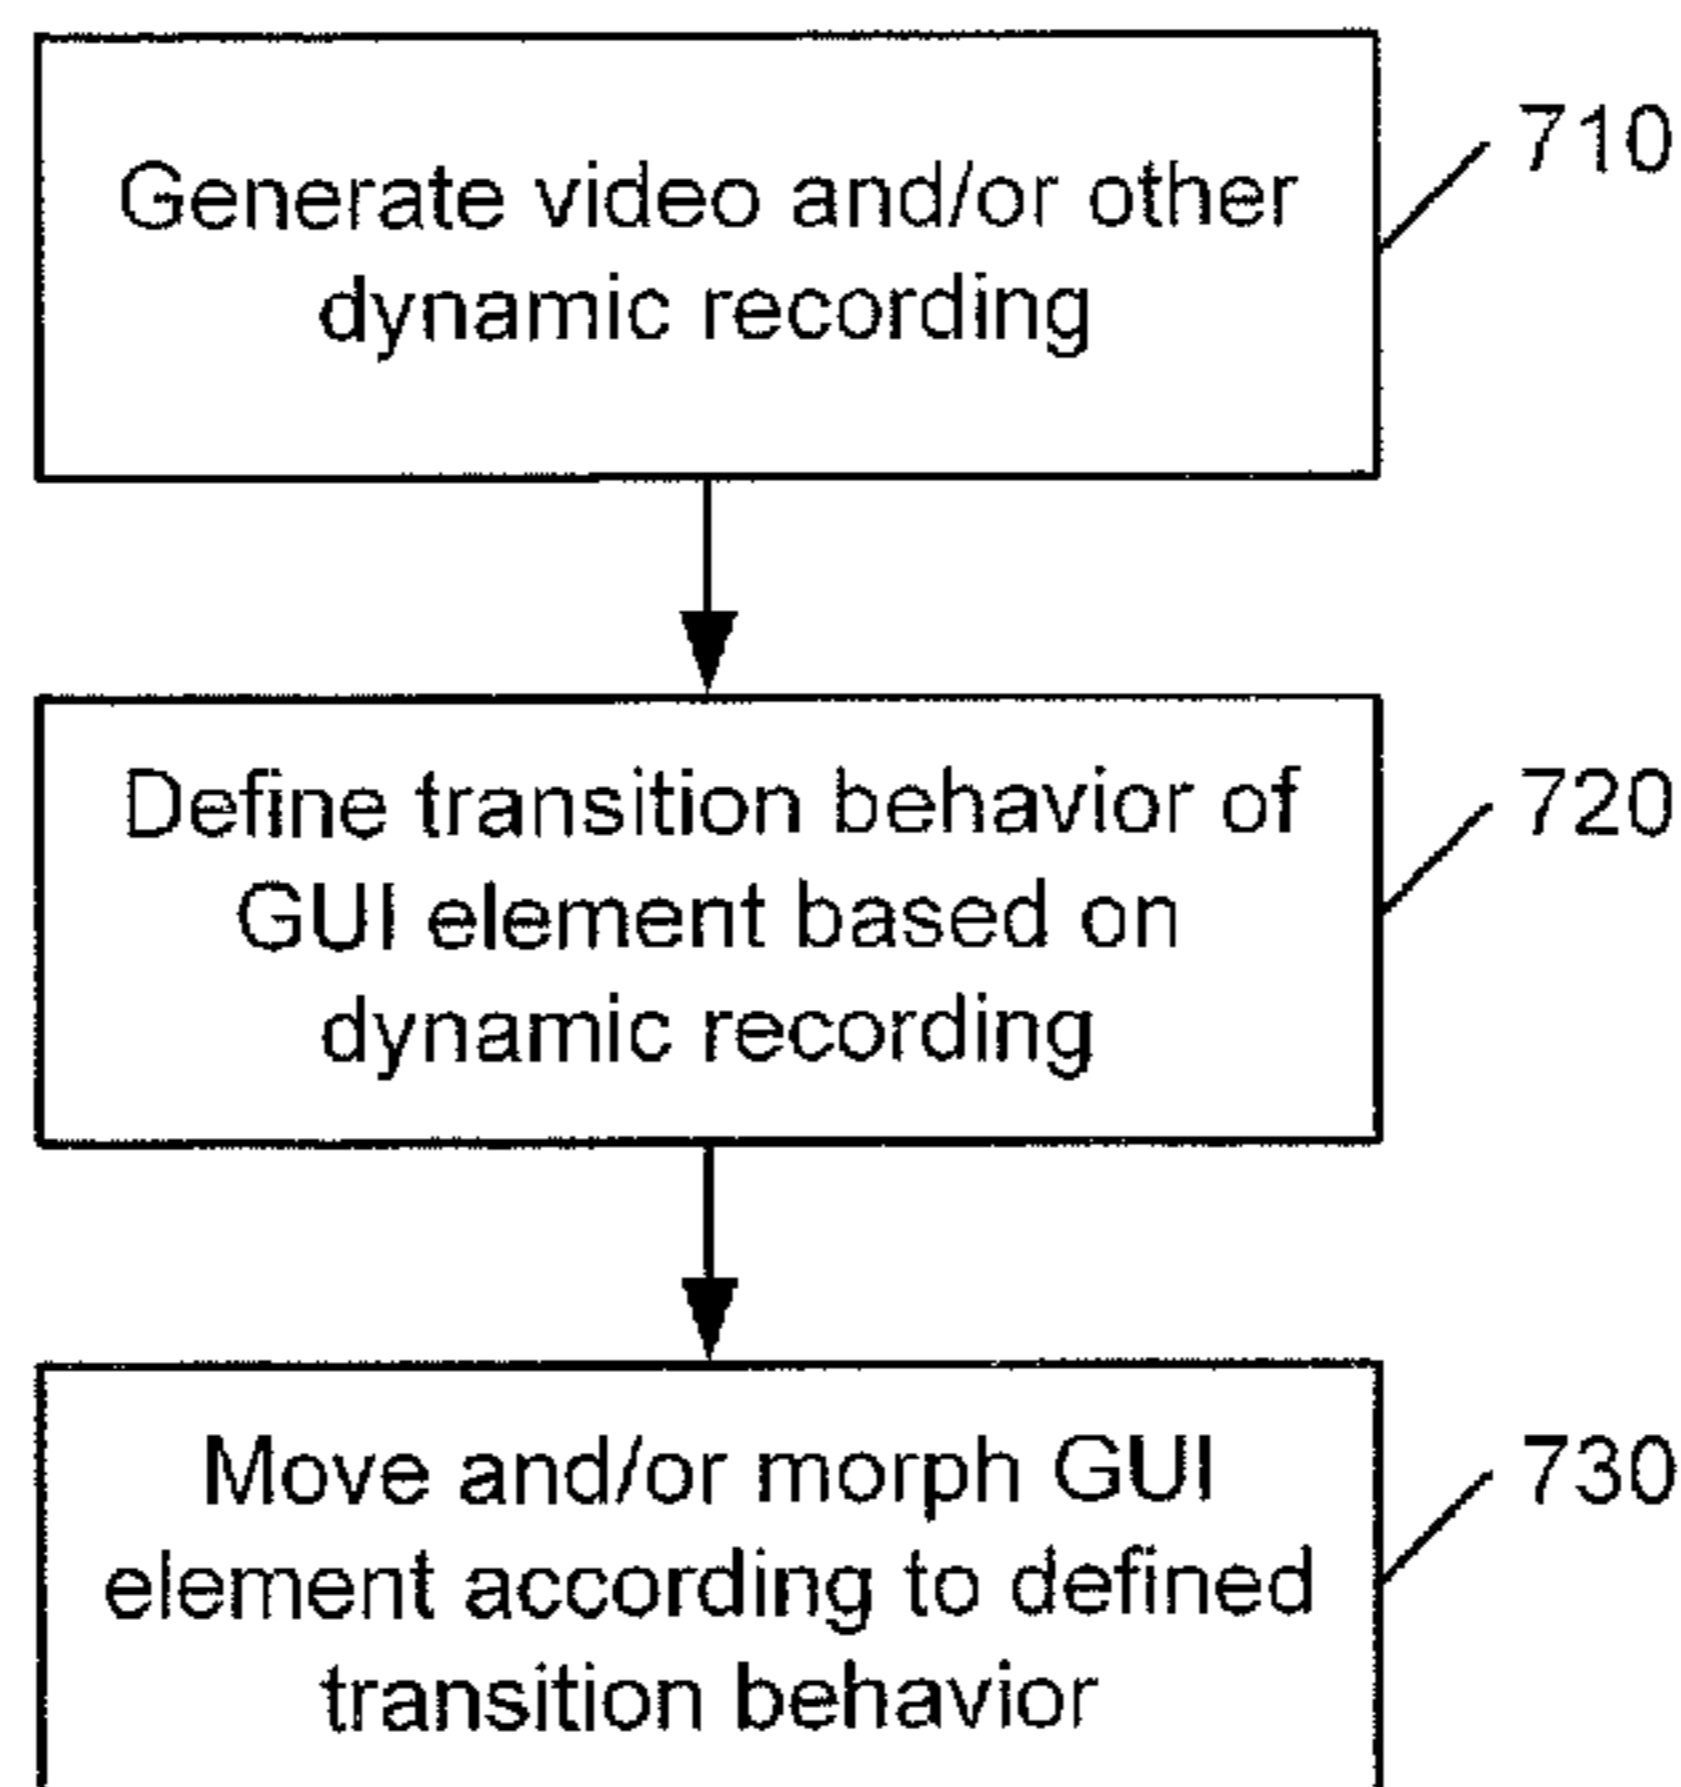 Generate video and/or other
dynamic recording
710
Define transition behavior of
GUI element based on
dynamic recording
720
Move and/or morph GUI
element according to defined
transition behavior
730